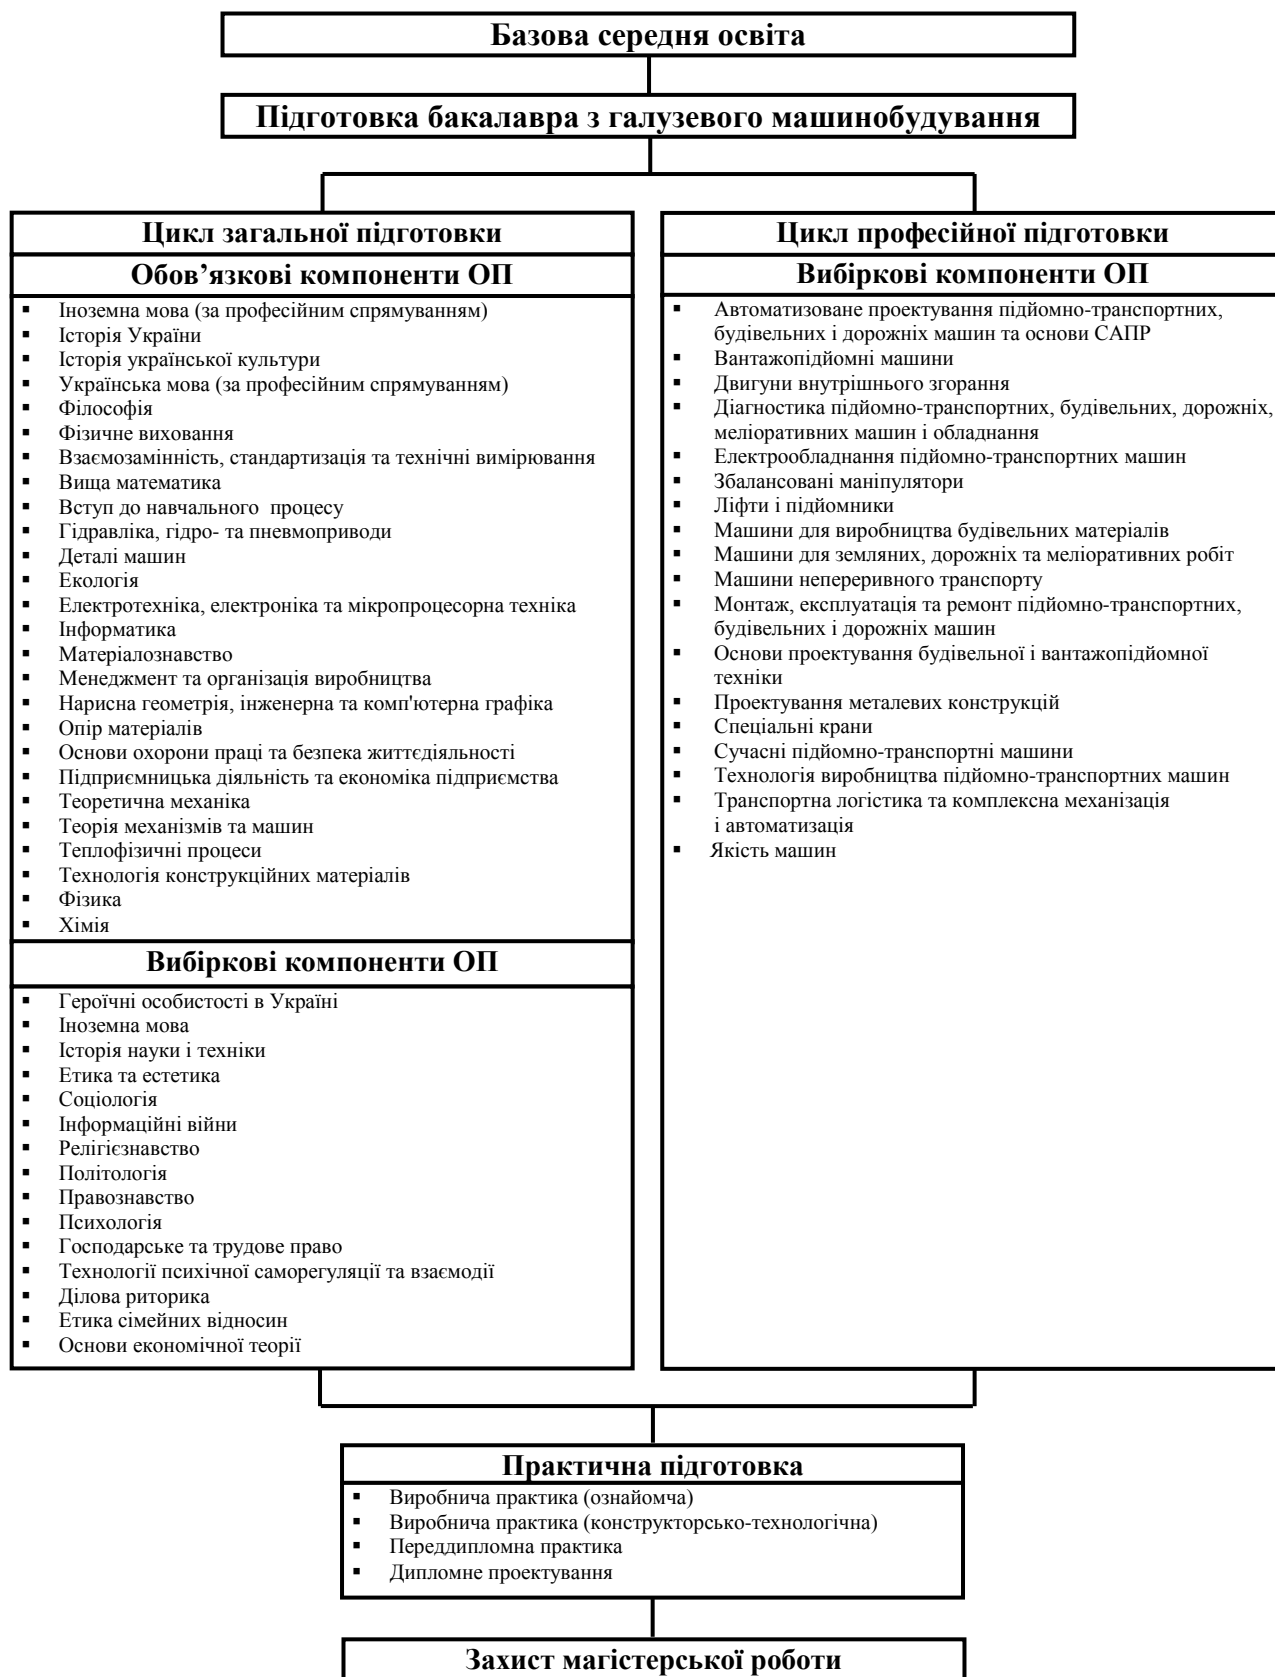 Базова середня освіта
Підготовка бакалавра з галузевого машинобудування
Цикл загальної підготовки
Обов’язкові компоненти ОП
▪ Іноземна мова (за професійним спрямуванням)
▪ Історія України
▪ Історія української культури
▪ Українська мова (за професійним спрямуванням)
▪ Філософія
▪ Фізичне виховання
▪ Взаємозамінність, стандартизація та технічні вимірювання
▪ Вища математика
▪ Вступ до навчального процесу
▪ Гідравліка, гідро- та пневмоприводи
▪ Деталі машин
▪ Екологія
▪ Електротехніка, електроніка та мікропроцесорна техніка
▪ Інформатика
▪ Матеріалознавство
▪ Менеджмент та організація виробництва
▪ Нарисна геометрія, інженерна та комп'ютерна графіка
▪ Опір матеріалів
▪ Основи охорони праці та безпека життєдіяльності
▪ Підприємницька діяльність та економіка підприємства
▪ Теоретична механіка
▪ Теорія механізмів та машин
▪ Теплофізичні процеси
▪ Технологія конструкційних матеріалів
▪ Фізика
▪ Хімія
Вибіркові компоненти ОП
▪ Героїчні особистості в Україні
▪ Іноземна мова
▪ Історія науки і техніки
▪ Етика та естетика
▪ Соціологія
▪ Інформаційні війни
▪ Релігієзнавство
▪ Політологія
▪ Правознавство
▪ Психологія
▪ Господарське та трудове право
▪ Технології психічної саморегуляції та взаємодії
▪ Ділова риторика
▪ Етика сімейних відносин
▪ Основи економічної теорії
Цикл професійної підготовки
Вибіркові компоненти ОП
▪ Автоматизоване проектування підйомно-транспортних,
будівельних і дорожніх машин та основи САПР
▪ Вантажопідйомні машини
▪ Двигуни внутрішнього згорання
▪ Діагностика підйомно-транспортних, будівельних, дорожніх,
меліоративних машин і обладнання
▪ Електрообладнання підйомно-транспортних машин
▪ Збалансовані маніпулятори
▪ Ліфти і підйомники
▪ Машини для виробництва будівельних матеріалів
▪ Машини для земляних, дорожніх та меліоративних робіт
▪ Машини непереривного транспорту
▪ Монтаж, експлуатація та ремонт підйомно-транспортних,
будівельних і дорожніх машин
▪ Основи проектування будівельної і вантажопідйомної
техніки
▪ Проектування металевих конструкцій
▪ Спеціальні крани
▪ Сучасні підйомно-транспортні машини
▪ Технологія виробництва підйомно-транспортних машин
▪ Транспортна логістика та комплексна механізація
і автоматизація
▪ Якість машин
Практична підготовка
▪ Виробнича практика (ознайомча)
▪ Виробнича практика (конструкторсько-технологічна)
▪ Переддипломна практика
▪ Дипломне проектування
Захист магістерської роботи